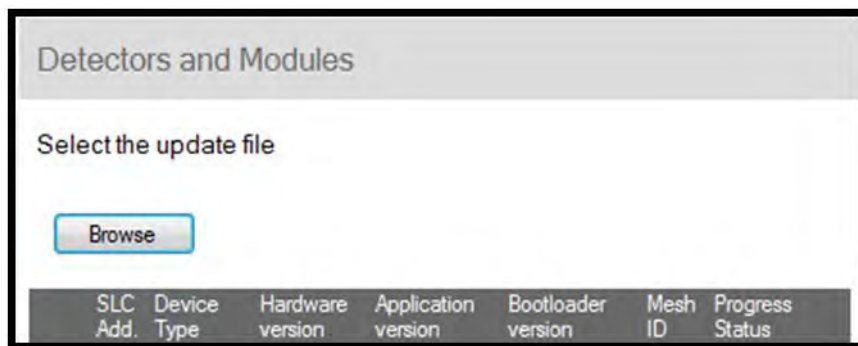 Detectors and Modules
Select the update file
Browse
SLC Device Hardware Application Bootloader Mesh Progress
Add. Type version version version ID Status